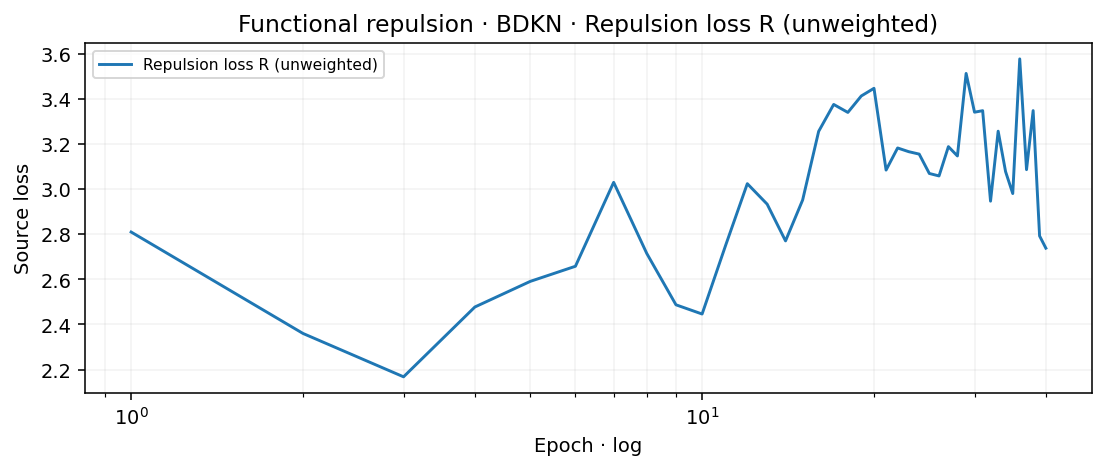 Functional repulsion · BDKN · Repulsion loss R (unweighted)
Repulsion loss R (unweighted)
Source loss
3.6
3.4
3.2
3.0
2.8
2.6
2.4
2.2
10⁰ 10¹
Epoch · log